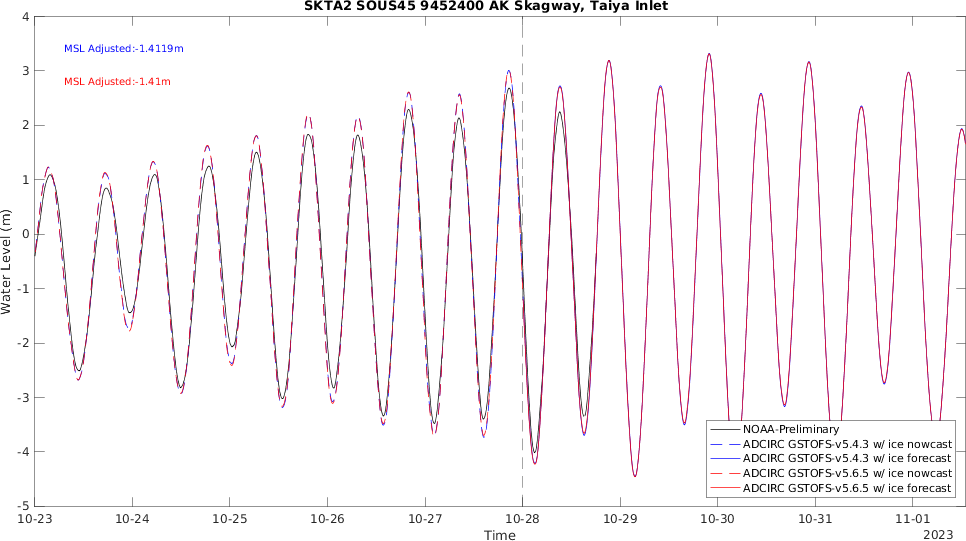 SKTA2 SOUS45 9452400 AK Skagway, Taiya Inlet
4
MSL Adjusted:-1.4119m
3
MSL Adjusted:-1.41m
2
1
0
-1
-2
-3
-4
-5
Water Level (m)
NOAA-Preliminary
ADCIRC GSTOFS-v5.4.3 w/ ice nowcast
ADCIRC GSTOFS-v5.4.3 w/ ice forecast
ADCIRC GSTOFS-v5.6.5 w/ ice nowcast
ADCIRC GSTOFS-v5.6.5 w/ ice forecast
10-23 10-24 10-25 10-26 10-27 10-28 10-29 10-30 10-31 11-01
Time
2023